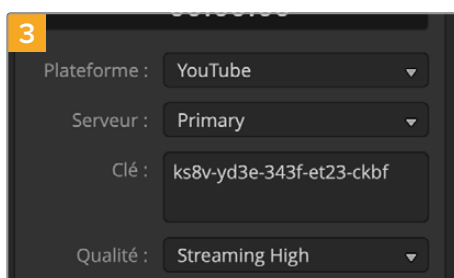 3
Plateforme : YouTube
Serveur : Primary
Clé : ks8v-yd3e-343f-et23-ckbf
Qualité : Streaming High